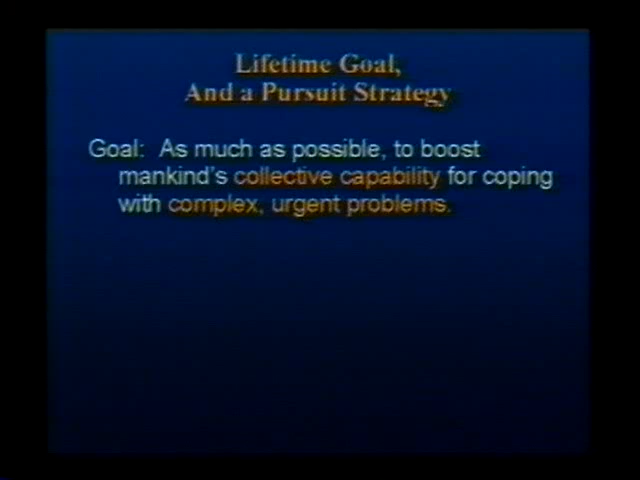 Lifetime Goal,
And a Pursuit Strategy
Goal: As much as possible, to boost
mankind's collective capability for coping
with complex, urgent problems.